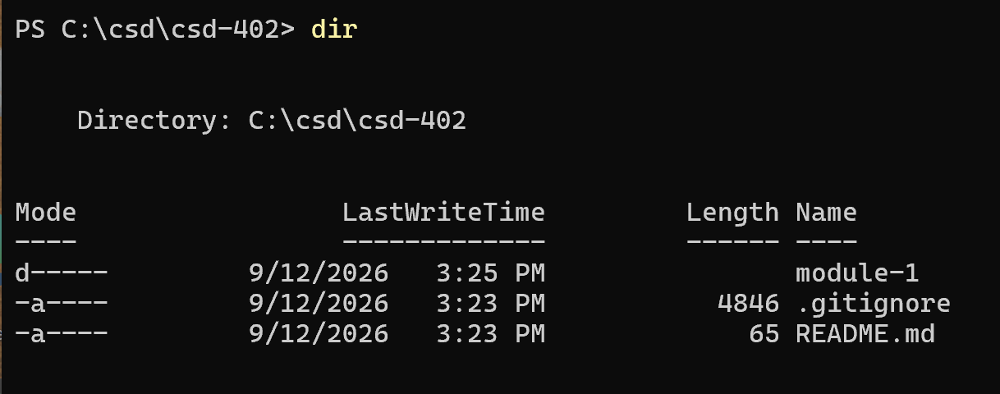 PS C:\csd\csd-402> dir
Directory: C:\csd\csd-402
Mode LastWriteTime Length Name
---- ------------- ------ ----
d----- 9/12/2026 3:25 PM module-1
-a---- 9/12/2026 3:23 PM 4846 .gitignore
-a---- 9/12/2026 3:23 PM 65 README.md